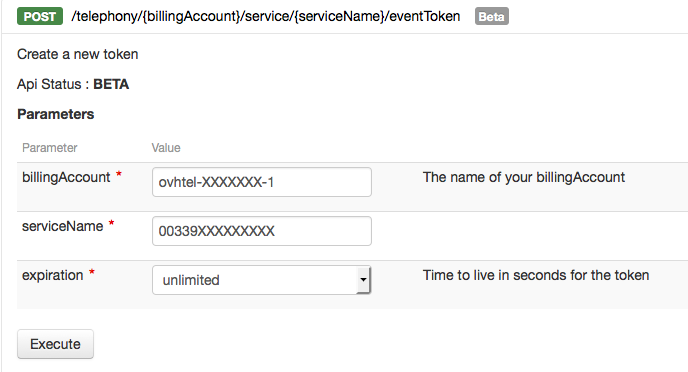 POST /telephony/{billingAccount}/service/{serviceName}/eventToken Beta
Create a new token
Api Status : BETA
Parameters
Parameter Value
billingAccount * ovhtel-XXXXXXX-1 The name of your billingAccount
serviceName * 00339XXXXXXXXX
expiration * unlimited Time to live in seconds for the token
Execute